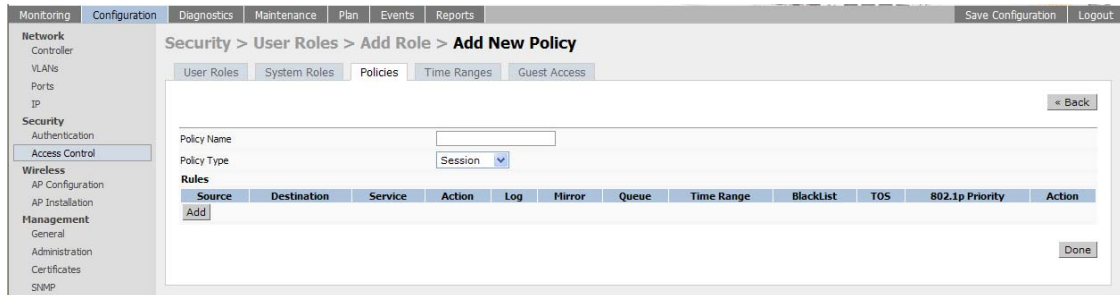 Monitoring Configuration Diagnostics Maintenance Plan Events Reports Save Configuration Logout
Network
Controller
VLANs
Ports
IP
Security
Authentication
Access Control
Wireless
AP Configuration
AP Installation
Management
General
Administration
Certificates
SNMP
Security > User Roles > Add Role > Add New Policy
User Roles System Roles Policies Time Ranges Guest Access
« Back
Policy Name
Policy Type Session
Rules
Source Destination Service Action Log Mirror Queue Time Range BlackList TOS 802.1p Priority Action
Add
Done